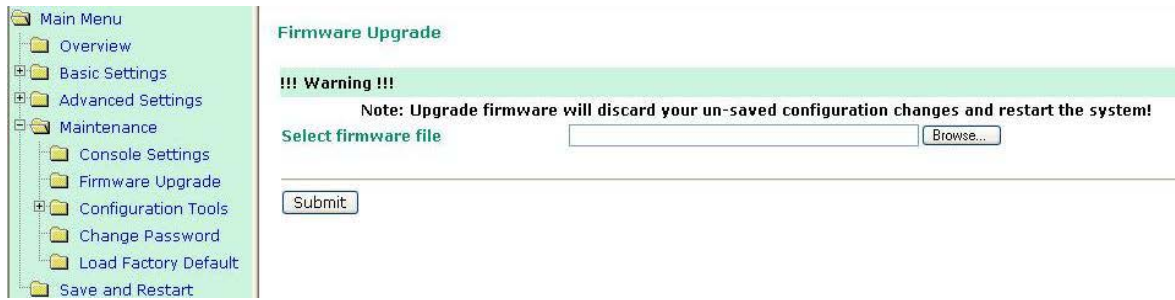 Main Menu
Overview
Basic Settings
Advanced Settings
Maintenance
Console Settings
Firmware Upgrade
Configuration Tools
Change Password
Load Factory Default
Save and Restart
Firmware Upgrade
!!! Warning !!!
Note: Upgrade firmware will discard your un-saved configuration changes and restart the system!
Select firmware file
Browse...
Submit